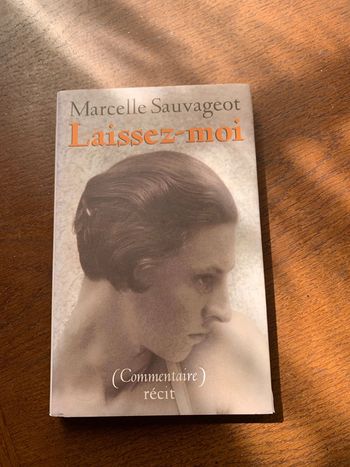 Marcelle Sauvageot
Laissez-moi
(Commentaire)
récit